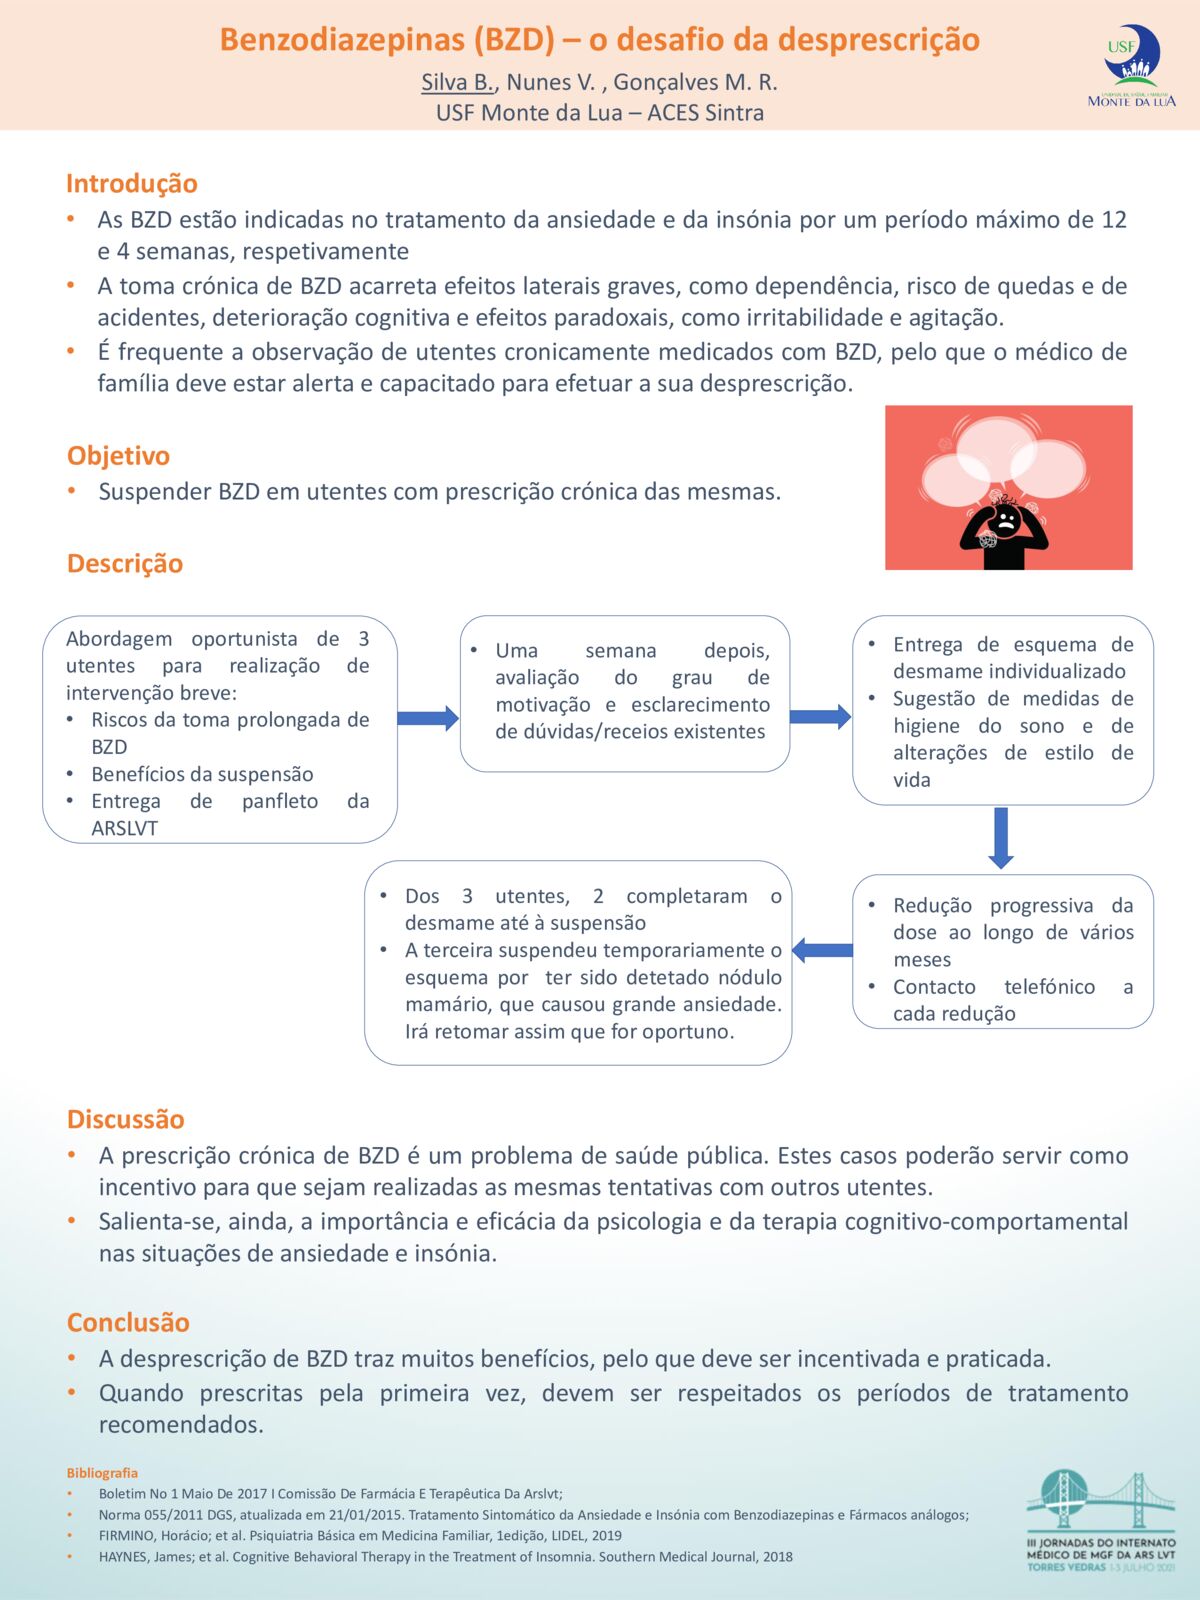 Benzodiazepinas (BZD) – o desafio da desprescrição
Silva B., Nunes V. , Gonçalves M. R.
USF Monte da Lua – ACES Sintra
USF
UNIDADE DE SAÚDE FAMILIAR
MONTE DA LUA
Introdução
• As BZD estão indicadas no tratamento da ansiedade e da insónia por um período máximo de 12
e 4 semanas, respetivamente
• A toma crónica de BZD acarreta efeitos laterais graves, como dependência, risco de quedas e de
acidentes, deterioração cognitiva e efeitos paradoxais, como irritabilidade e agitação.
• É frequente a observação de utentes cronicamente medicados com BZD, pelo que o médico de
família deve estar alerta e capacitado para efetuar a sua desprescrição.
Objetivo
• Suspender BZD em utentes com prescrição crónica das mesmas.
Descrição
Abordagem oportunista de 3
utentes para realização de
intervenção breve:
• Riscos da toma prolongada de
BZD
• Benefícios da suspensão
• Entrega de panfleto da
ARSLVT
• Uma semana depois,
avaliação do grau de
motivação e esclarecimento
de dúvidas/receios existentes
• Entrega de esquema de
desmame individualizado
• Sugestão de medidas de
higiene do sono e de
alterações de estilo de
vida
• Redução progressiva da
dose ao longo de vários
meses
• Contacto telefónico a
cada redução
• Dos 3 utentes, 2 completaram o
desmame até à suspensão
• A terceira suspendeu temporariamente o
esquema por ter sido detetado nódulo
mamário, que causou grande ansiedade.
Irá retomar assim que for oportuno.
Discussão
• A prescrição crónica de BZD é um problema de saúde pública. Estes casos poderão servir como
incentivo para que sejam realizadas as mesmas tentativas com outros utentes.
• Salienta-se, ainda, a importância e eficácia da psicologia e da terapia cognitivo-comportamental
nas situações de ansiedade e insónia.
Conclusão
• A desprescrição de BZD traz muitos benefícios, pelo que deve ser incentivada e praticada.
• Quando prescritas pela primeira vez, devem ser respeitados os períodos de tratamento
recomendados.
Bibliografia
• Boletim No 1 Maio De 2017 I Comissão De Farmácia E Terapêutica Da Arslvt;
• Norma 055/2011 DGS, atualizada em 21/01/2015. Tratamento Sintomático da Ansiedade e Insónia com Benzodiazepinas e Fármacos análogos;
• FIRMINO, Horácio; et al. Psiquiatria Básica em Medicina Familiar, 1edição, LIDEL, 2019
• HAYNES, James; et al. Cognitive Behavioral Therapy in the Treatment of Insomnia. Southern Medical Journal, 2018
III JORNADAS DO INTERNATO
MÉDICO DE MGF DA ARS LVT
TORRES VEDRAS 1-3 JULHO 2021